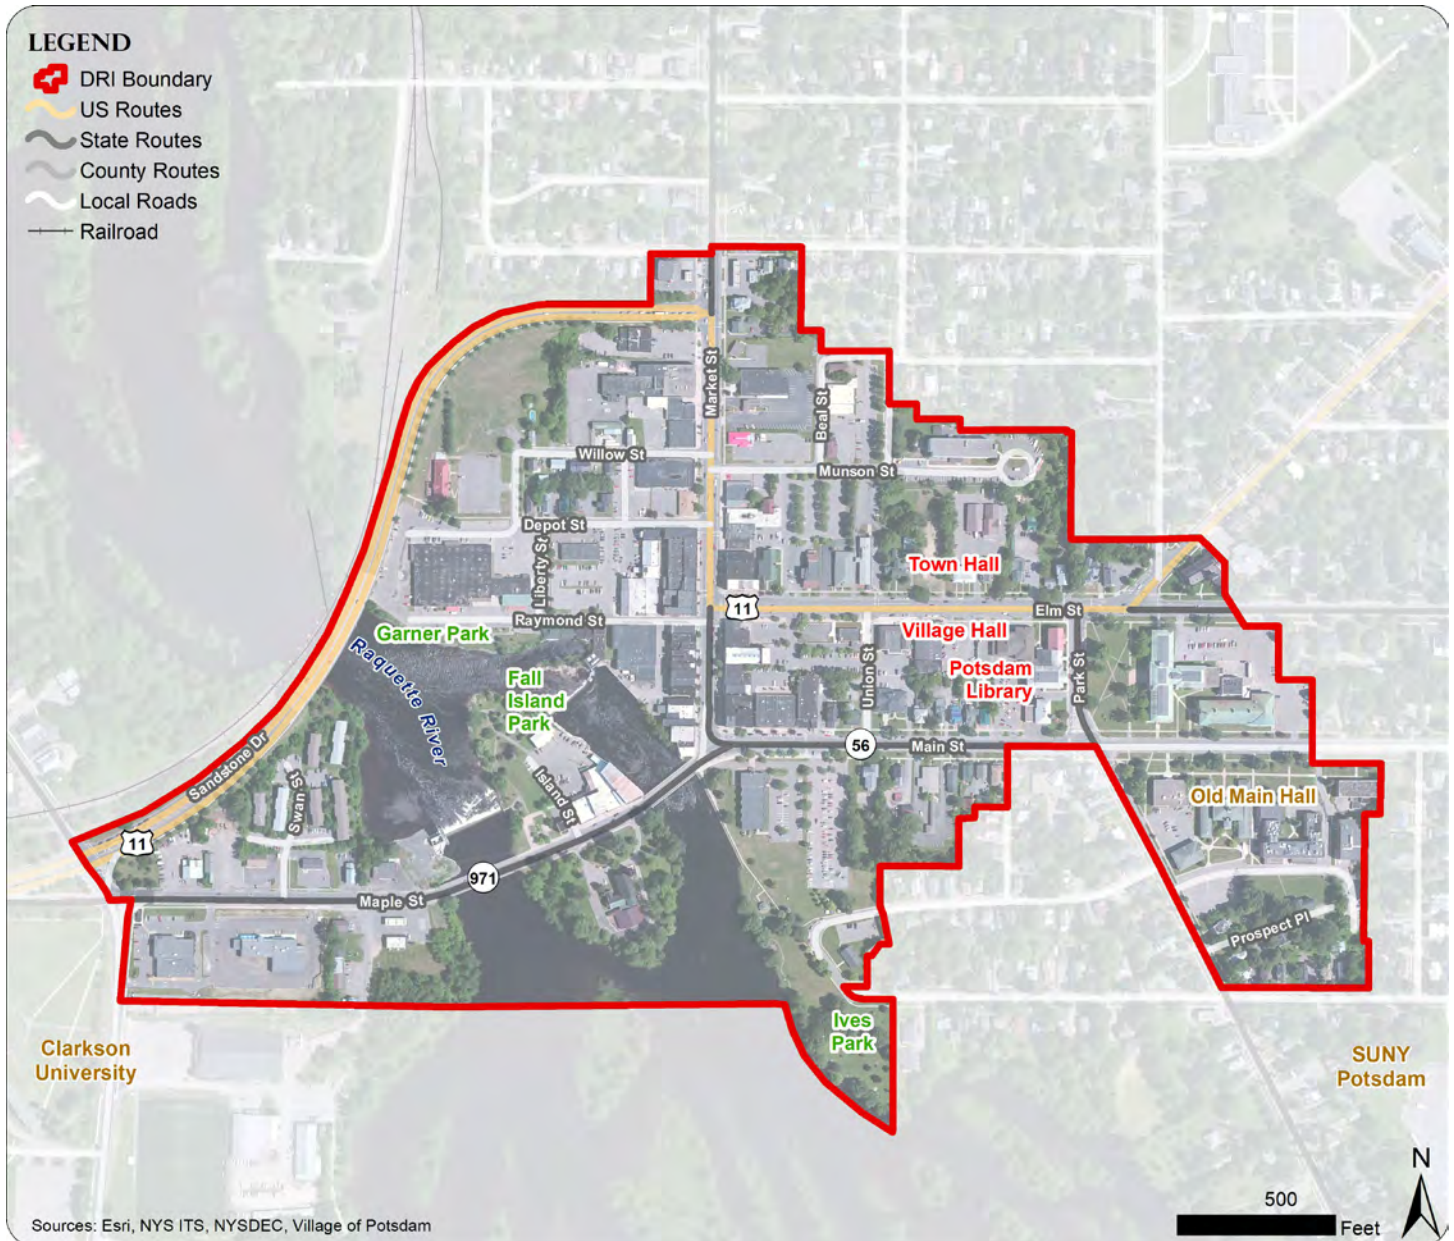 LEGEND
DRI Boundary
US Routes
State Routes
County Routes
Local Roads
Railroad
Market St
Beal St
Willow St
Munson St
Depot St
Liberty St
Town Hall
11
Elm St
Raymond St
Garner Park
Village Hall
Raquette River
Fall
Island
Park
Union St
Potsdam
Library
Park St
56
Main St
Sandstone Dr
Swan St
Island St
Old Main Hall
11
971
Maple St
Prospect Pl
Ives
Park
Clarkson
University
SUNY
Potsdam
N
500
Feet
Sources: Esri, NYS ITS, NYSDEC, Village of Potsdam